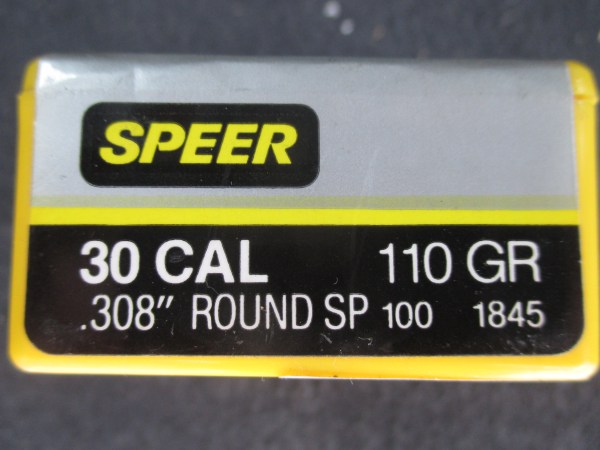 SPEER
30 CAL 110 GR
.308" ROUND SP 100 1845